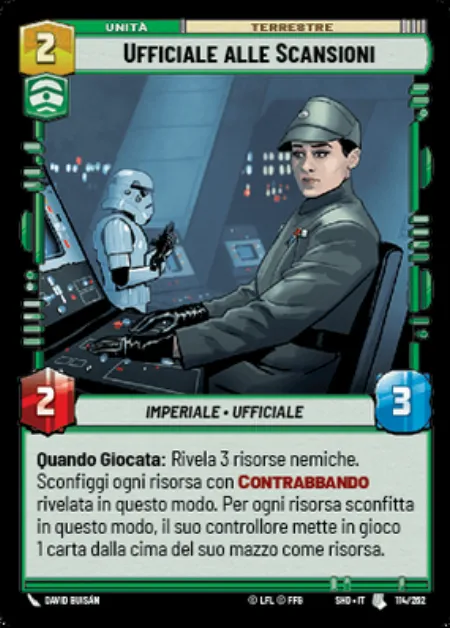 2
UNITÀ
TERRESTRE
UFFICIALE ALLE SCANSIONI
2
IMPERIALE • UFFICIALE
3
Quando Giocata: Rivela 3 risorse nemiche.
Sconfiggi ogni risorsa con CONTRABBANDO
rivelata in questo modo. Per ogni risorsa sconfitta
in questo modo, il suo controllore mette in gioco
1 carta dalla cima del suo mazzo come risorsa.
DAVID BUISÁN
© LFL © FFG
SHD • IT
114/262